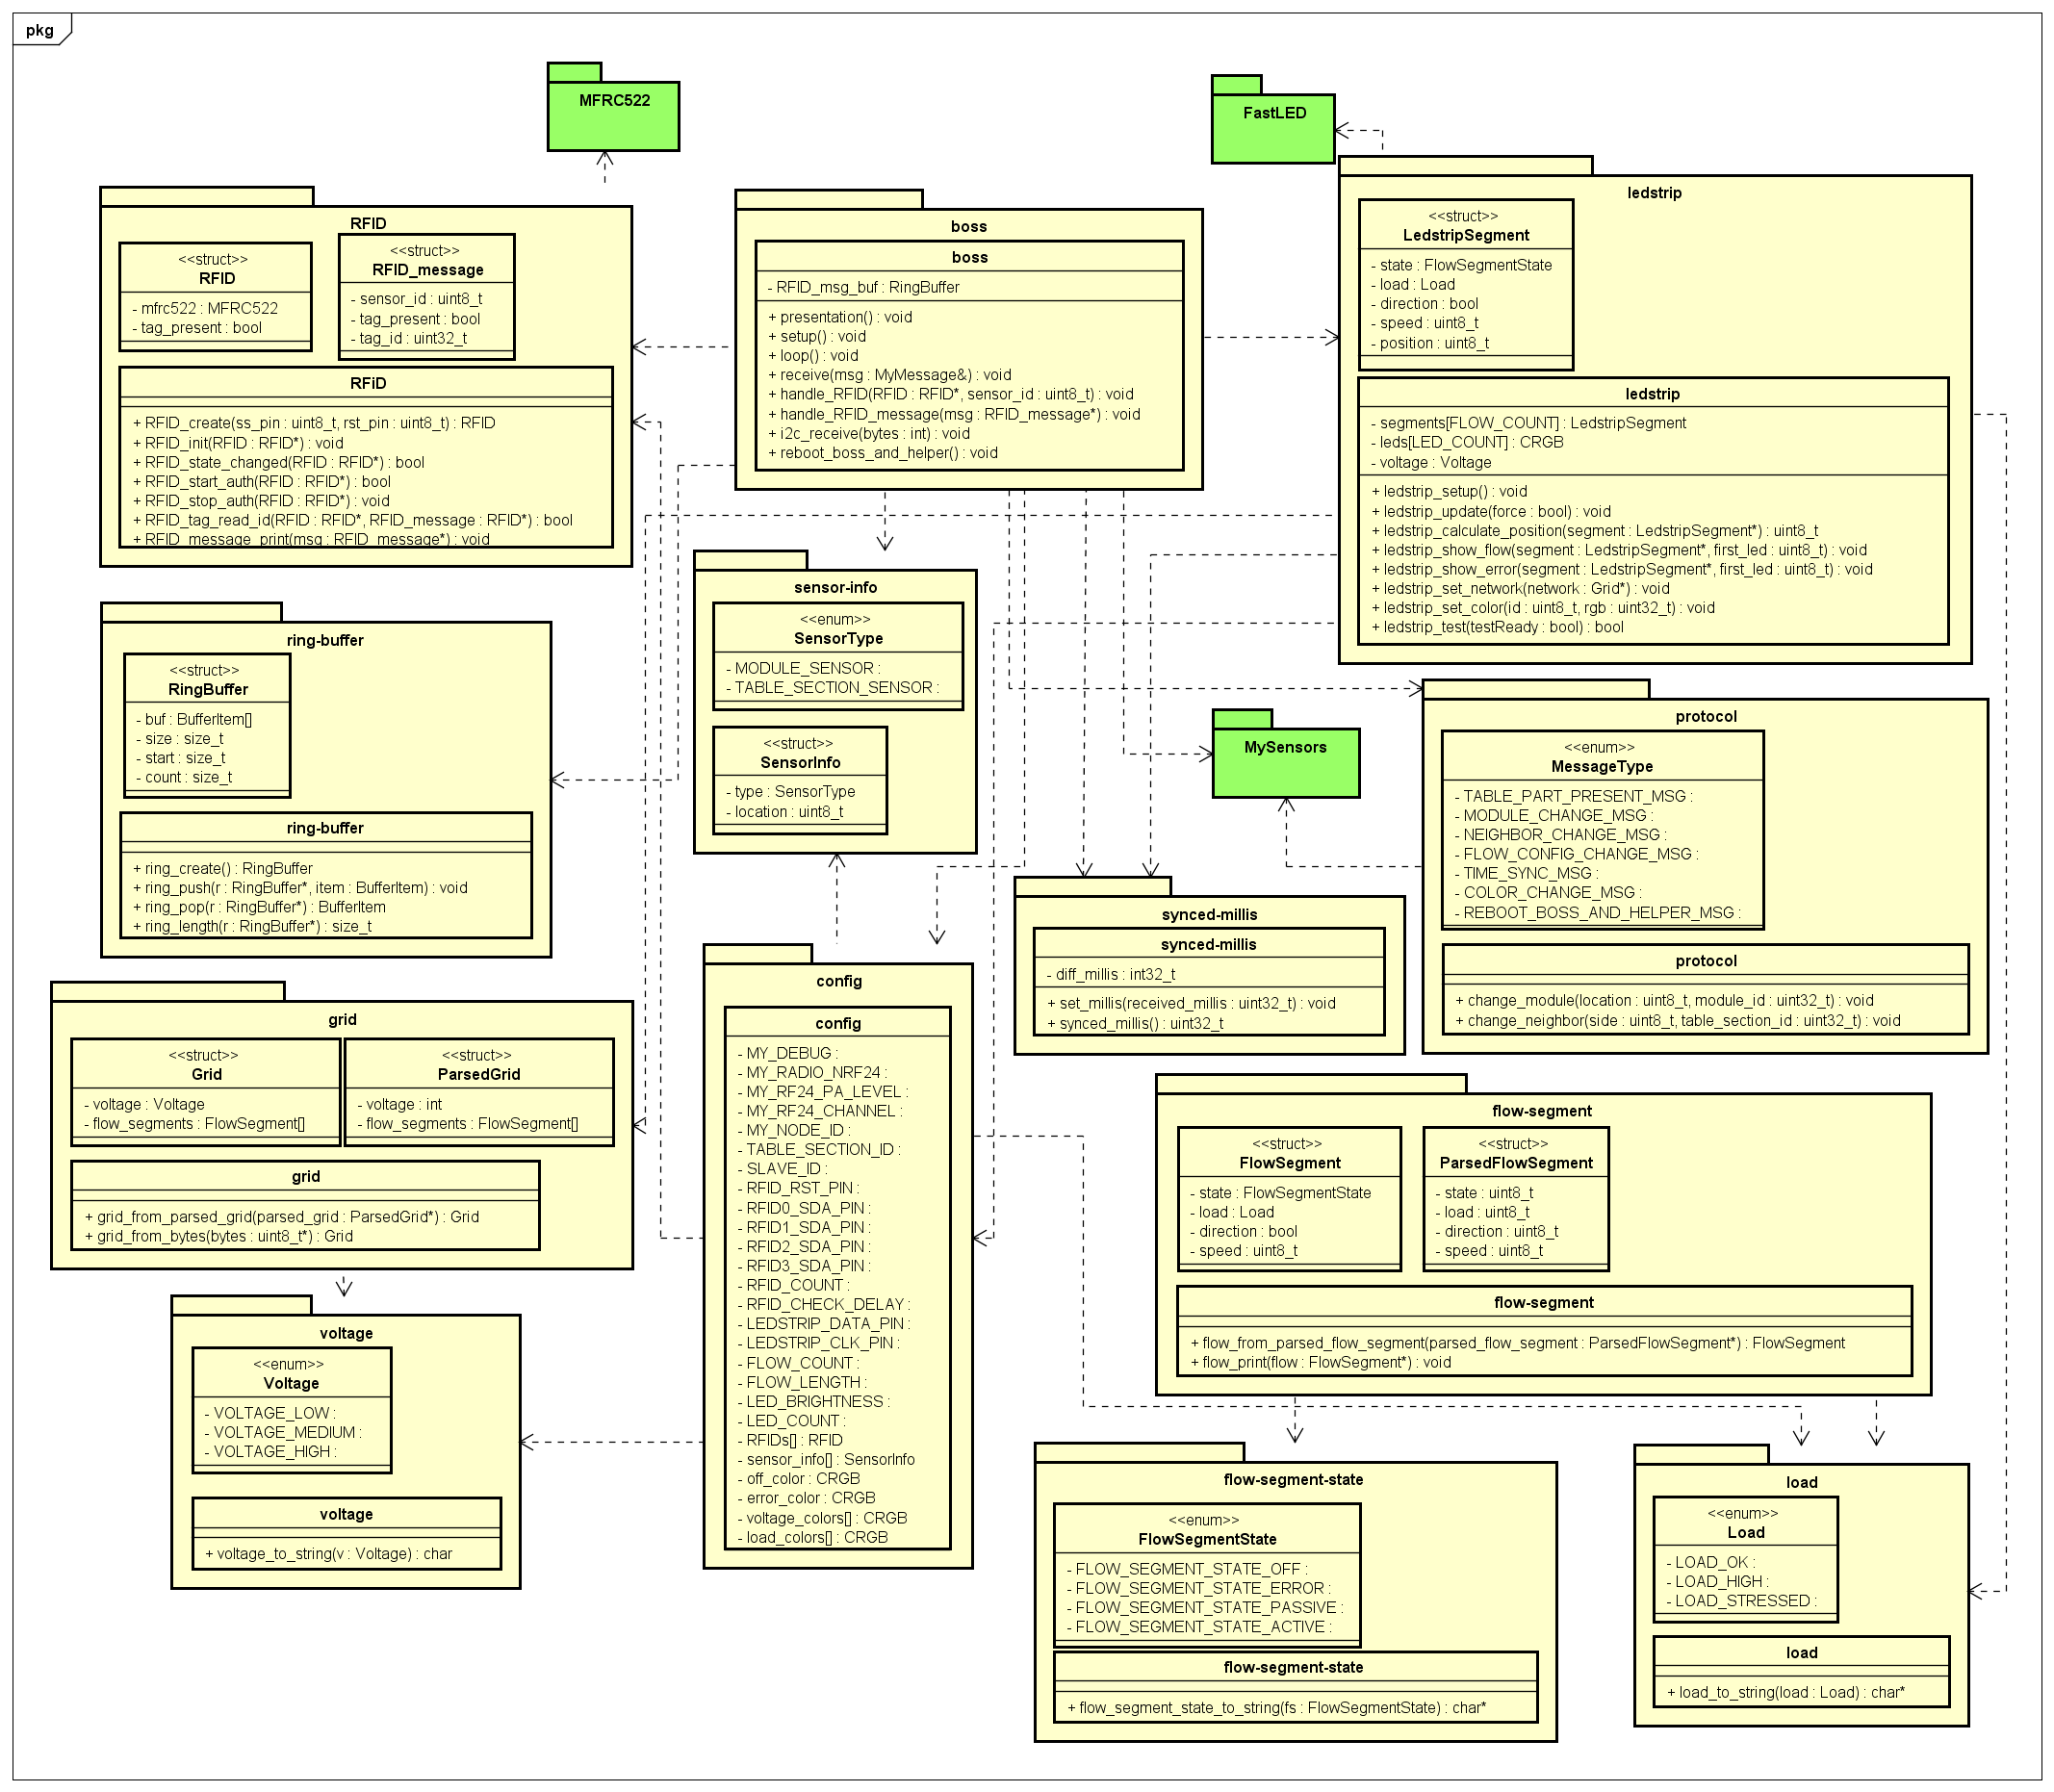 pkg
MFRC522
FastLED
RFID
<<struct>>
RFID
- mfrc522 : MFRC522
- tag_present : bool
<<struct>>
RFID_message
- sensor_id : uint8_t
- tag_present : bool
- tag_id : uint32_t
RFiD
+ RFID_create(ss_pin : uint8_t, rst_pin : uint8_t) : RFID
+ RFID_init(RFID : RFID*) : void
+ RFID_state_changed(RFID : RFID*) : bool
+ RFID_start_auth(RFID : RFID*) : bool
+ RFID_stop_auth(RFID : RFID*) : void
+ RFID_tag_read_id(RFID : RFID*, RFID_message : RFID*) : bool
+ RFID_message_print(msg : RFID_message*) : void
boss
boss
- RFID_msg_buf : RingBuffer
+ presentation() : void
+ setup() : void
+ loop() : void
+ receive(msg : MyMessage&) : void
+ handle_RFID(RFID : RFID*, sensor_id : uint8_t) : void
+ handle_RFID_message(msg : RFID_message*) : void
+ i2c_receive(bytes : int) : void
+ reboot_boss_and_helper() : void
ledstrip
<<struct>>
LedstripSegment
- state : FlowSegmentState
- load : Load
- direction : bool
- speed : uint8_t
- position : uint8_t
ledstrip
- segments[FLOW_COUNT] : LedstripSegment
- leds[LED_COUNT] : CRGB
- voltage : Voltage
+ ledstrip_setup() : void
+ ledstrip_update(force : bool) : void
+ ledstrip_calculate_position(segment : LedstripSegment*) : uint8_t
+ ledstrip_show_flow(segment : LedstripSegment*, first_led : uint8_t) : void
+ ledstrip_show_error(segment : LedstripSegment*, first_led : uint8_t) : void
+ ledstrip_set_network(network : Grid*) : void
+ ledstrip_set_color(id : uint8_t, rgb : uint32_t) : void
+ ledstrip_test(testReady : bool) : bool
ring-buffer
<<struct>>
RingBuffer
- buf : BufferItem[]
- size : size_t
- start : size_t
- count : size_t
ring-buffer
+ ring_create() : RingBuffer
+ ring_push(r : RingBuffer*, item : BufferItem) : void
+ ring_pop(r : RingBuffer*) : BufferItem
+ ring_length(r : RingBuffer*) : size_t
sensor-info
<<enum>>
SensorType
- MODULE_SENSOR :
- TABLE_SECTION_SENSOR :
<<struct>>
SensorInfo
- type : SensorType
- location : uint8_t
MySensors
protocol
<<enum>>
MessageType
- TABLE_PART_PRESENT_MSG :
- MODULE_CHANGE_MSG :
- NEIGHBOR_CHANGE_MSG :
- FLOW_CONFIG_CHANGE_MSG :
- TIME_SYNC_MSG :
- COLOR_CHANGE_MSG :
- REBOOT_BOSS_AND_HELPER_MSG :
protocol
+ change_module(location : uint8_t, module_id : uint32_t) : void
+ change_neighbor(side : uint8_t, table_section_id : uint32_t) : void
synced-millis
synced-millis
- diff_millis : int32_t
+ set_millis(received_millis : uint32_t) : void
+ synced_millis() : uint32_t
grid
<<struct>>
Grid
- voltage : Voltage
- flow_segments : FlowSegment[]
<<struct>>
ParsedGrid
- voltage : int
- flow_segments : FlowSegment[]
grid
+ grid_from_parsed_grid(parsed_grid : ParsedGrid*) : Grid
+ grid_from_bytes(bytes : uint8_t*) : Grid
config
config
- MY_DEBUG :
- MY_RADIO_NRF24 :
- MY_RF24_PA_LEVEL :
- MY_RF24_CHANNEL :
- MY_NODE_ID :
- TABLE_SECTION_ID :
- SLAVE_ID :
- RFID_RST_PIN :
- RFID0_SDA_PIN :
- RFID1_SDA_PIN :
- RFID2_SDA_PIN :
- RFID3_SDA_PIN :
- RFID_COUNT :
- RFID_CHECK_DELAY :
- LEDSTRIP_DATA_PIN :
- LEDSTRIP_CLK_PIN :
- FLOW_COUNT :
- FLOW_LENGTH :
- LED_BRIGHTNESS :
- LED_COUNT :
- RFIDs[] : RFID
- sensor_info[] : SensorInfo
- off_color : CRGB
- error_color : CRGB
- voltage_colors[] : CRGB
- load_colors[] : CRGB
flow-segment
<<struct>>
FlowSegment
- state : FlowSegmentState
- load : Load
- direction : bool
- speed : uint8_t
<<struct>>
ParsedFlowSegment
- state : uint8_t
- load : uint8_t
- direction : uint8_t
- speed : uint8_t
flow-segment
+ flow_from_parsed_flow_segment(parsed_flow_segment : ParsedFlowSegment*) : FlowSegment
+ flow_print(flow : FlowSegment*) : void
voltage
<<enum>>
Voltage
- VOLTAGE_LOW :
- VOLTAGE_MEDIUM :
- VOLTAGE_HIGH :
voltage
+ voltage_to_string(v : Voltage) : char
flow-segment-state
<<enum>>
FlowSegmentState
- FLOW_SEGMENT_STATE_OFF :
- FLOW_SEGMENT_STATE_ERROR :
- FLOW_SEGMENT_STATE_PASSIVE :
- FLOW_SEGMENT_STATE_ACTIVE :
flow-segment-state
+ flow_segment_state_to_string(fs : FlowSegmentState) : char*
load
<<enum>>
Load
- LOAD_OK :
- LOAD_HIGH :
- LOAD_STRESSED :
load
+ load_to_string(load : Load) : char*